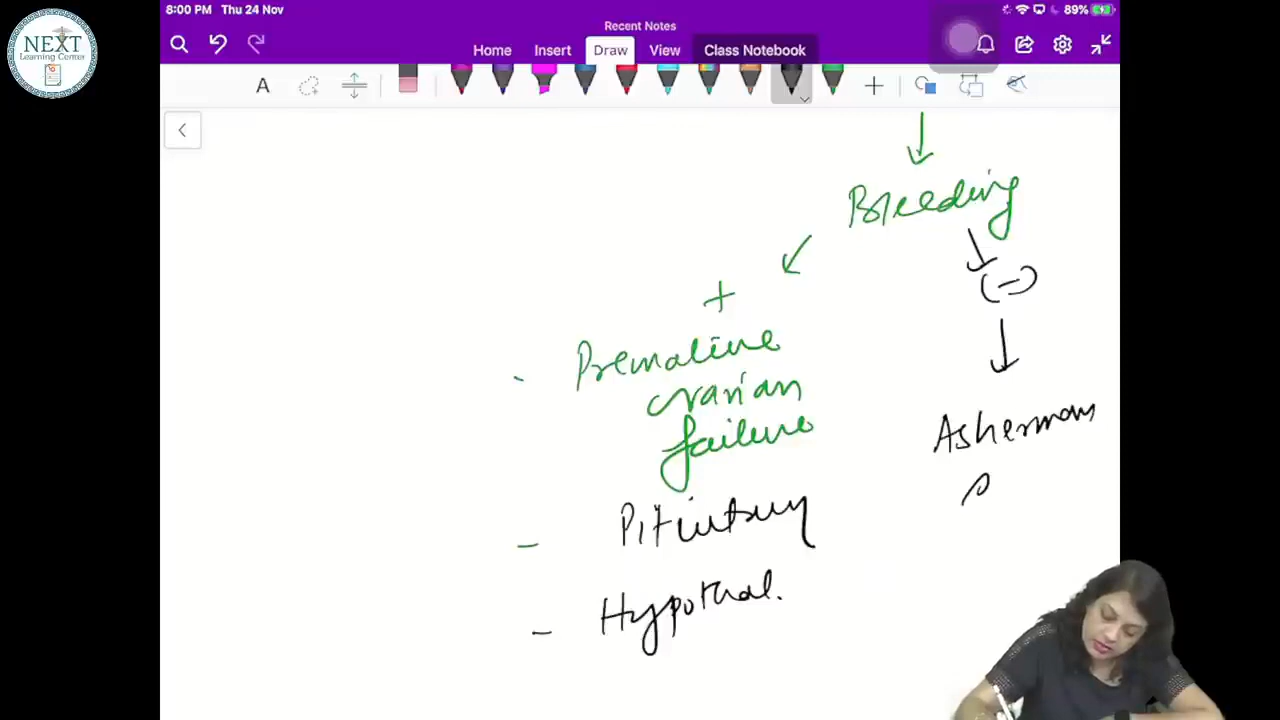 8:00 PM Thu 24 Nov
89%
NEXT
Learning Center
Recent Notes
Home Insert Draw View Class Notebook
A
Bleeding
+
(-)
Premature
ovarian
failure
Ashermans
S
- Pituitary
- Hypothal.